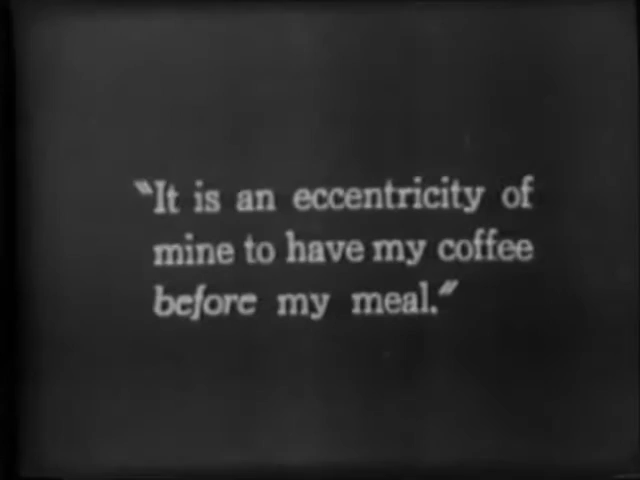 "It is an eccentricity of
mine to have my coffee
before my meal."